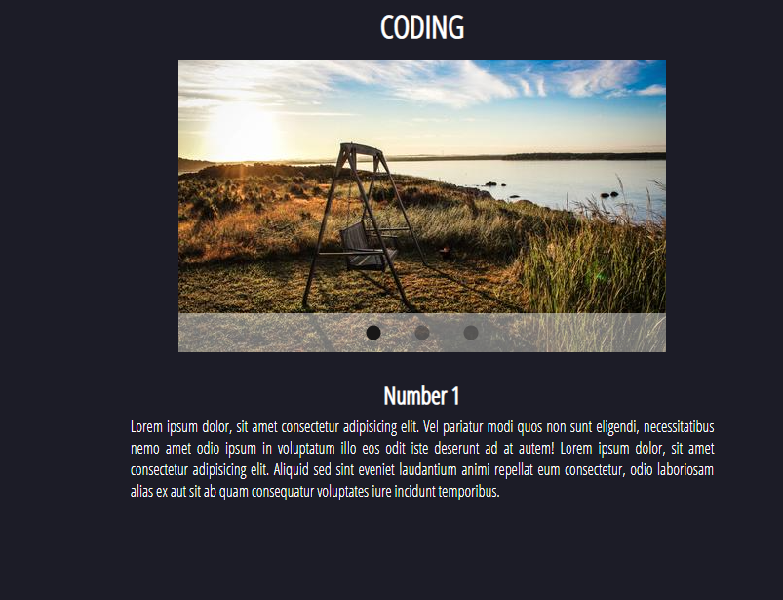 CODING
Number 1
Lorem ipsum dolor, sit amet consectetur adipisicing elit. Vel pariatur modi quos non sunt eligendi, necessitatibus
nemo amet odio ipsum in voluptatum illo eos odit iste deserunt ad at autem! Lorem ipsum dolor, sit amet
consectetur adipisicing elit. Aliquid sed sint eveniet laudantium animi repellat eum consectetur, odio laboriosam
alias ex aut sit ab quam consequatur voluptates iure incidunt temporibus.